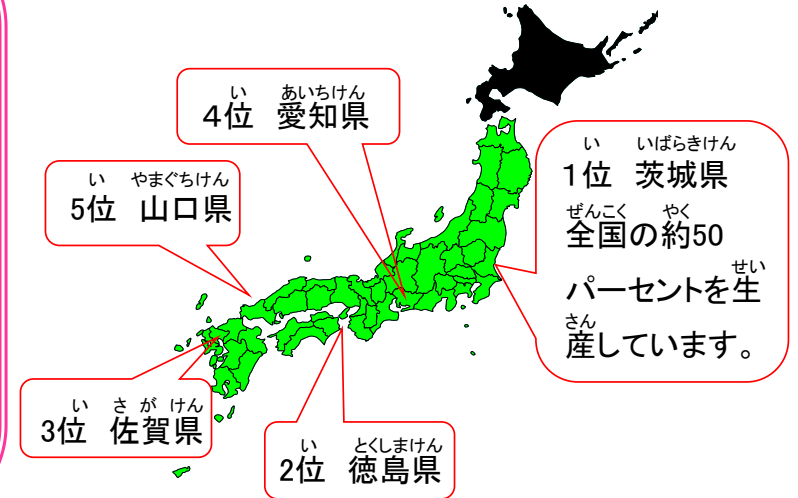 い　あいちけん
４位　愛知県
い　やまぐちけん
5位　山口県
い　いばらきけん
1位　茨城県
ぜんこく　やく
全国の約50
せい
パーセントを生
さん
産しています。
い　さがけん
3位　佐賀県
い　とくしまけん
2位　徳島県